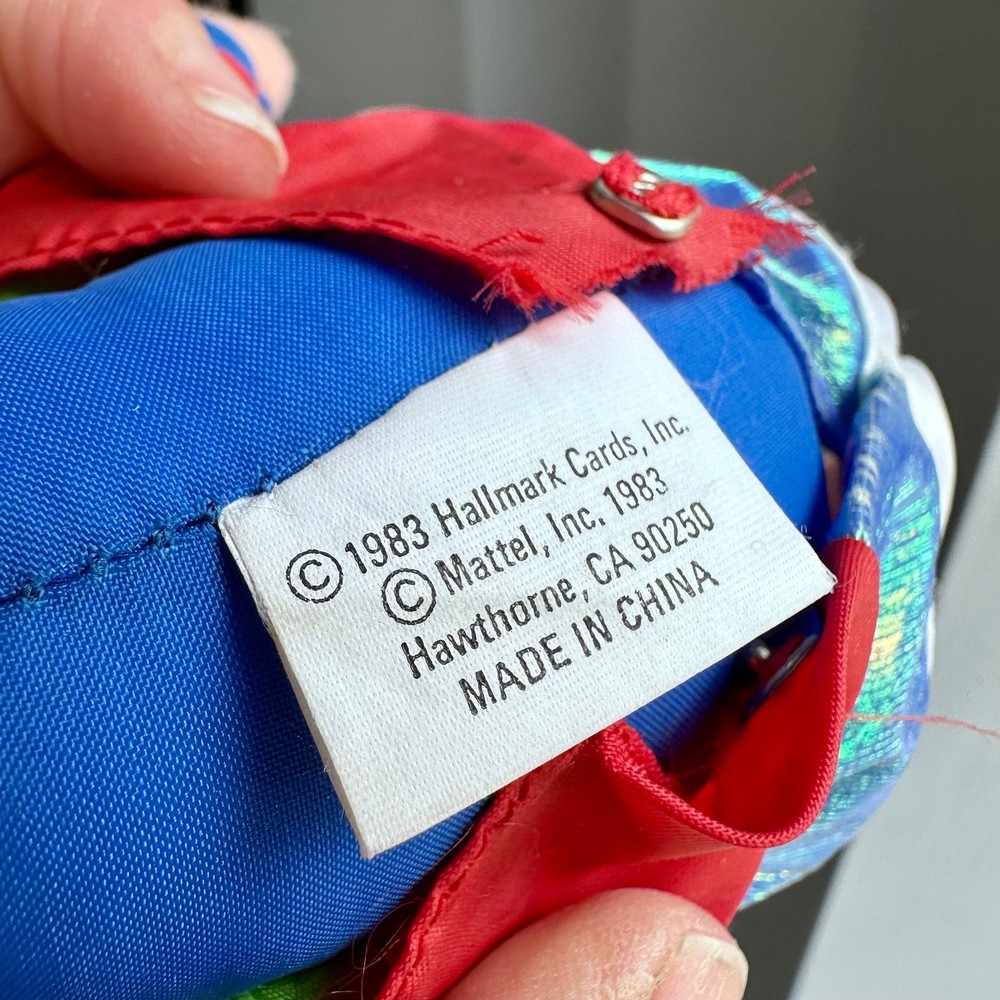 © 1983 Hallmark Cards, Inc.
© Mattel, Inc. 1983
Hawthorne, CA 90250
MADE IN CHINA